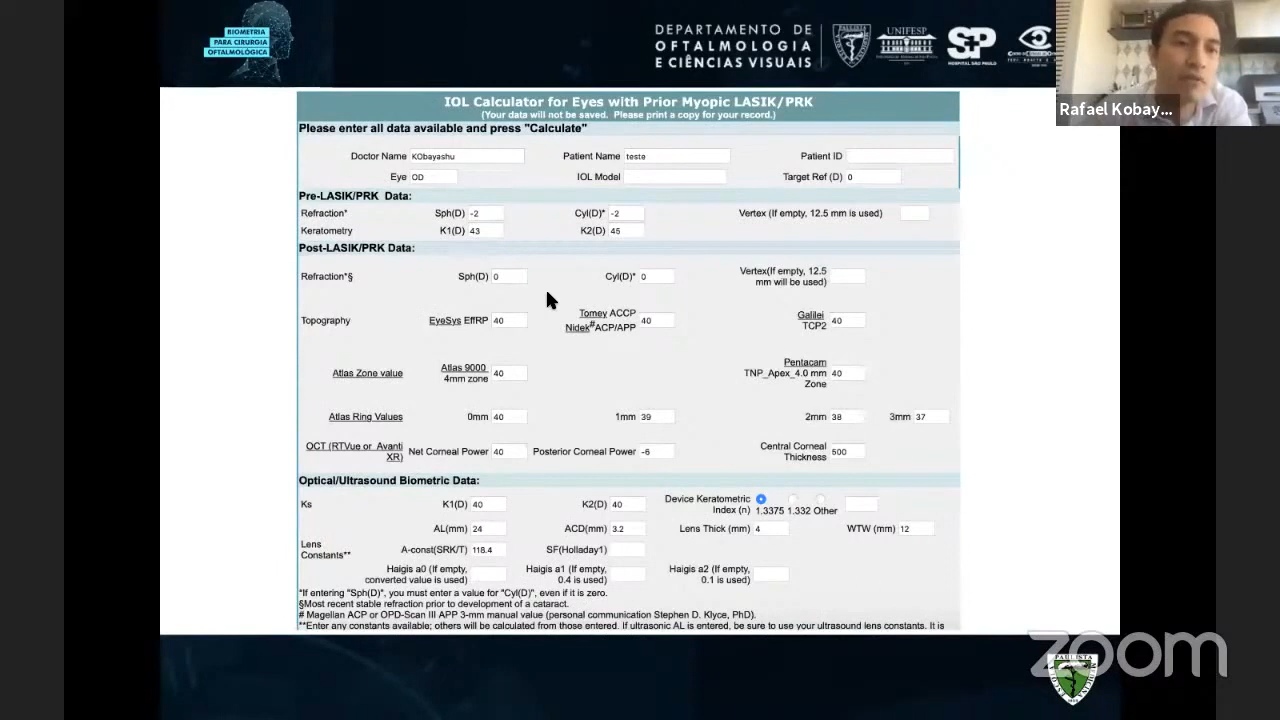 BIOMETRIA
PARA CIRURGIA
OFTALMOLÓGICA
DEPARTAMENTO DE
OFTALMOLOGIA
E CIÊNCIAS VISUAIS
UNIFESP
SP
HOSPITAL SÃO PAULO
Rafael Kobay...
IOL Calculator for Eyes with Prior Myopic LASIK/PRK
(Your data will not be saved. Please print a copy for your record.)
Please enter all data available and press "Calculate"
Doctor Name KObayashu Patient Name teste Patient ID
Eye OD IOL Model Target Ref (D) 0
Pre-LASIK/PRK Data:
Refraction* Sph(D) -2 Cyl(D)* -2 Vertex (If empty, 12.5 mm is used)
Keratometry K1(D) 43 K2(D) 45
Post-LASIK/PRK Data:
Refraction*§ Sph(D) 0 Cyl(D)* 0 Vertex(If empty, 12.5
mm will be used)
Topography EyeSys EffRP 40 Tomey ACCP
Nidek#ACP/APP 40 Galilei
TCP2 40
Atlas Zone value Atlas 9000
4mm zone 40 Pentacam
TNP_Apex_4.0 mm 40
Zone
Atlas Ring Values 0mm 40 1mm 39 2mm 38 3mm 37
OCT (RTVue or Avanti
XR) Net Corneal Power 40 Posterior Corneal Power -6 Central Corneal
Thickness 500
Optical/Ultrasound Biometric Data:
Ks K1(D) 40 K2(D) 40 Device Keratometric
Index (n) 1.3375 1.332 Other
AL(mm) 24 ACD(mm) 3.2 Lens Thick (mm) 4 WTW (mm) 12
Lens
Constants** A-const(SRK/T) 118.4 SF(Holladay1)
Haigis a0 (If empty,
converted value is used) Haigis a1 (If empty,
0.4 is used) Haigis a2 (If empty,
0.1 is used)
*If entering "Sph(D)", you must enter a value for "Cyl(D)", even if it is zero.
§Most recent stable refraction prior to development of a cataract.
# Magellan ACP or OPD-Scan III APP 3-mm manual value (personal communication Stephen D. Klyce, PhD).
**Enter any constants available; others will be calculated from those entered. If ultrasonic AL is entered, be sure to use your ultrasound lens constants. It is
zoom
PAULISTA